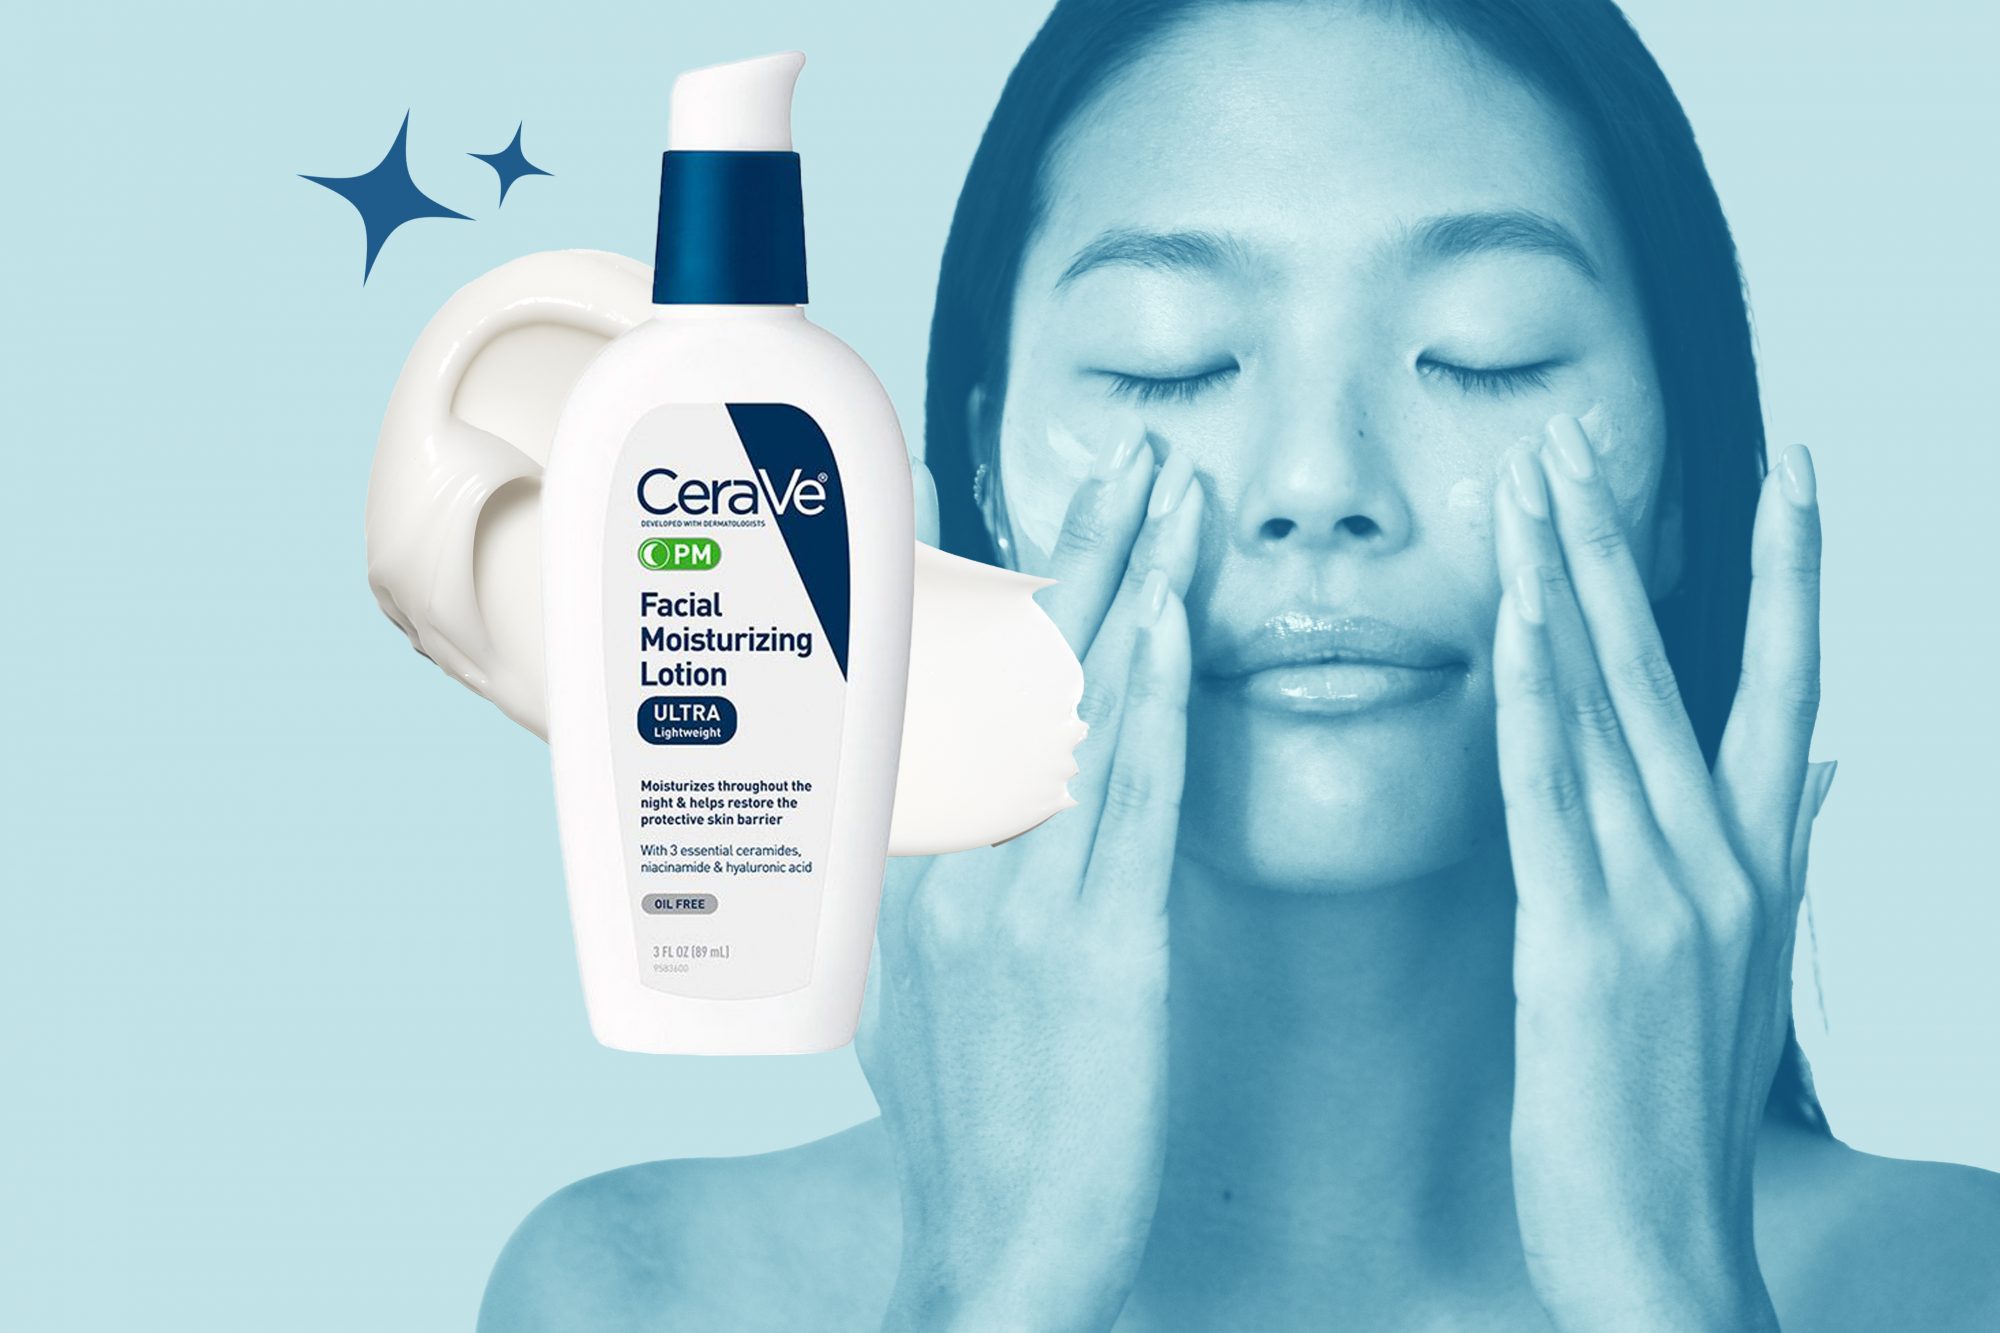 CeraVe®
DEVELOPED WITH DERMATOLOGISTS
PM
Facial
Moisturizing
Lotion
ULTRA
Lightweight
Moisturizes throughout the
night & helps restore the
protective skin barrier
With 3 essential ceramides,
niacinamide & hyaluronic acid
OIL FREE
3 FL OZ (89 mL)
9583600